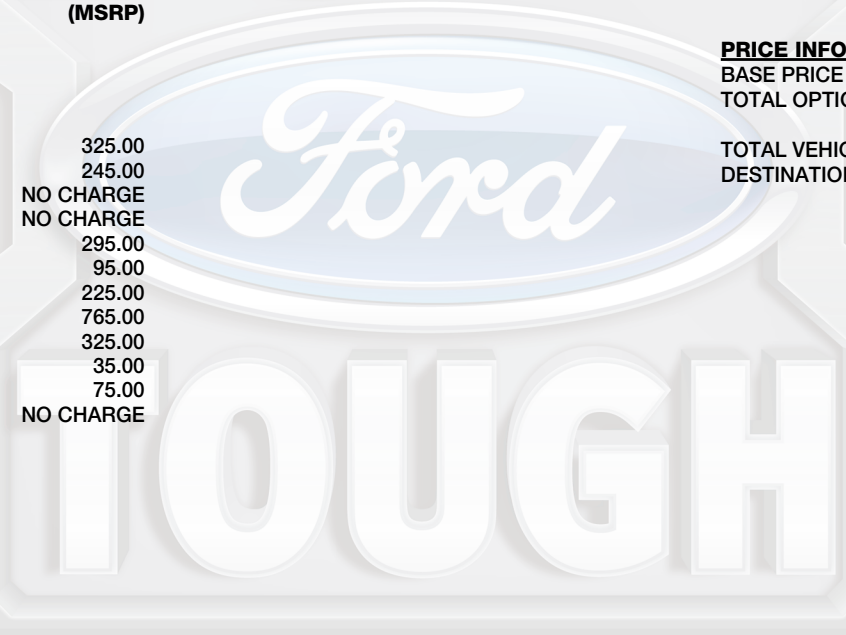 (MSRP)
325.00
245.00
NO CHARGE
NO CHARGE
295.00
95.00
225.00
765.00
325.00
35.00
75.00
NO CHARGE
PRICE INFO
BASE PRICE
TOTAL OPTIO
TOTAL VEHIC
DESTINATION
Ford
TOUGH